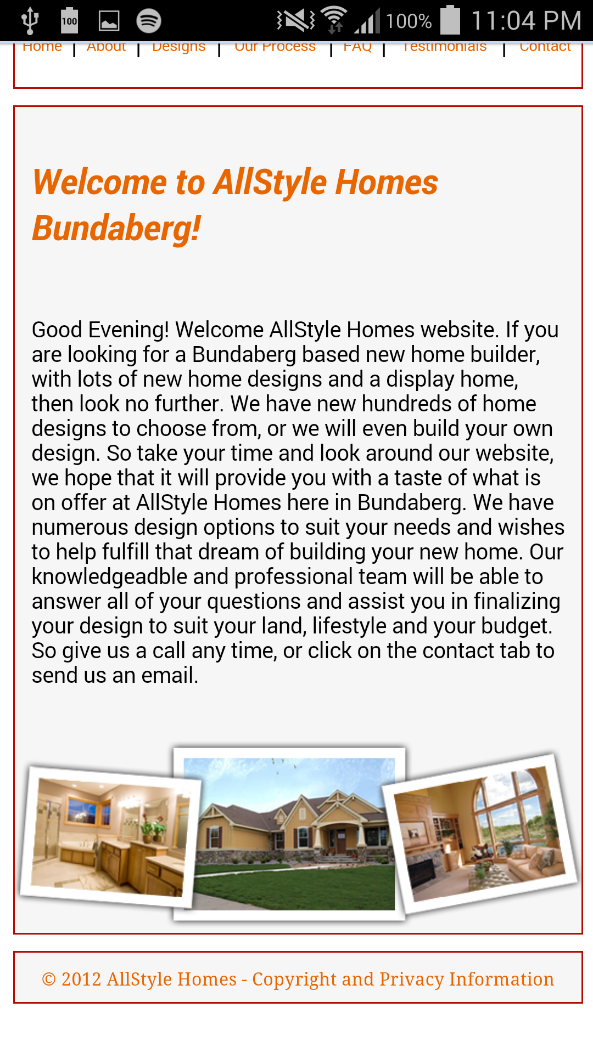 100 100% 11:04 PM
Home | About | Designs | Our Process | FAQ | Testimonials | Contact
Welcome to AllStyle Homes
Bundaberg!
Good Evening! Welcome AllStyle Homes website. If you
are looking for a Bundaberg based new home builder,
with lots of new home designs and a display home,
then look no further. We have new hundreds of home
designs to choose from, or we will even build your own
design. So take your time and look around our website,
we hope that it will provide you with a taste of what is
on offer at AllStyle Homes here in Bundaberg. We have
numerous design options to suit your needs and wishes
to help fulfill that dream of building your new home. Our
knowledgeadble and professional team will be able to
answer all of your questions and assist you in finalizing
your design to suit your land, lifestyle and your budget.
So give us a call any time, or click on the contact tab to
send us an email.
© 2012 AllStyle Homes - Copyright and Privacy Information